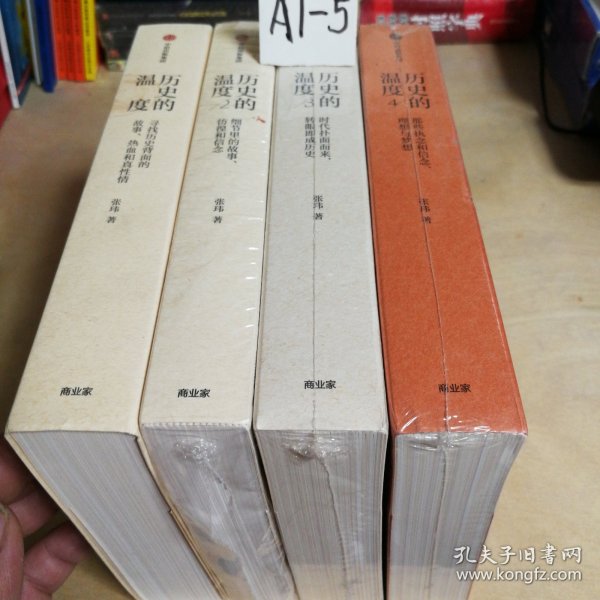 A1-5
历史的
温度
寻找历史背面的
故事、热血和真性情
张玮 著
商业家
历史的
温度2
细节里的故事、
彷徨和信念
张玮 著
商业家
历史的
温度3
时代扑面而来，
转眼即成历史
张玮 著
商业家
历史的
温度4
那些执念和信念、
理想与梦想
张玮 著
商业家
孔夫子旧书网
www.kongfz.com